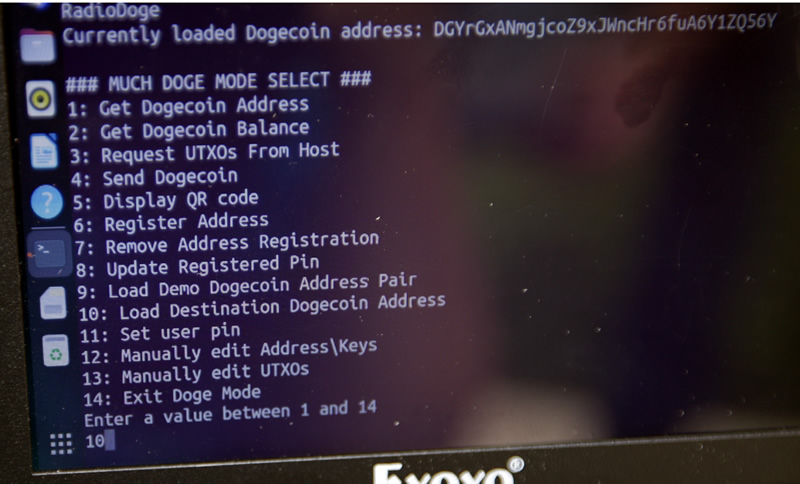 RadioDoge
Currently loaded Dogecoin address: DGYrGxANmgjcoZ9xJWncHr6fuA6Y1ZQ56Y
### MUCH DOGE MODE SELECT ###
1: Get Dogecoin Address
2: Get Dogecoin Balance
3: Request UTXOs From Host
4: Send Dogecoin
5: Display QR code
6: Register Address
7: Remove Address Registration
8: Update Registered Pin
9: Load Demo Dogecoin Address Pair
10: Load Destination Dogecoin Address
11: Set user pin
12: Manually edit Address\Keys
13: Manually edit UTXOs
14: Exit Doge Mode
Enter a value between 1 and 14
10